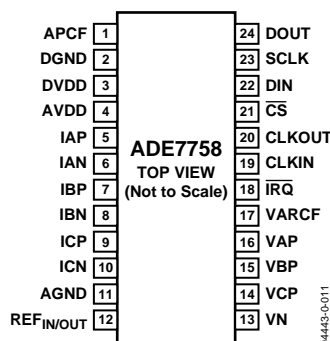 APCF 1
DGND 2
DVDD 3
AVDD 4
IAP 5
IAN 6
IBP 7
IBN 8
ICP 9
ICN 10
AGND 11
REFIN/OUT 12
ADE7758
TOP VIEW
(Not to Scale)
24 DOUT
23 SCLK
22 DIN
21 CS
20 CLKOUT
19 CLKIN
18 IRQ
17 VARCF
16 VAP
15 VBP
14 VCP
13 VN
4443-0-011